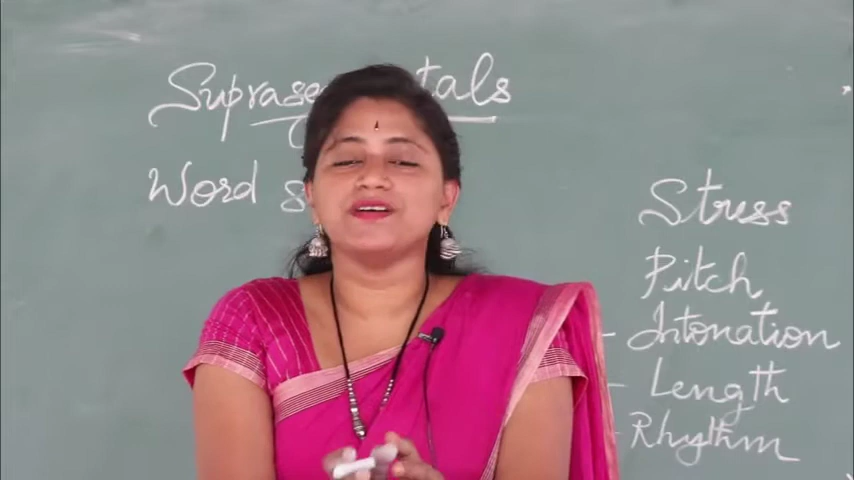 Suprase tals
Word s
Stress
Pitch
Intonation
Length
Rhythm